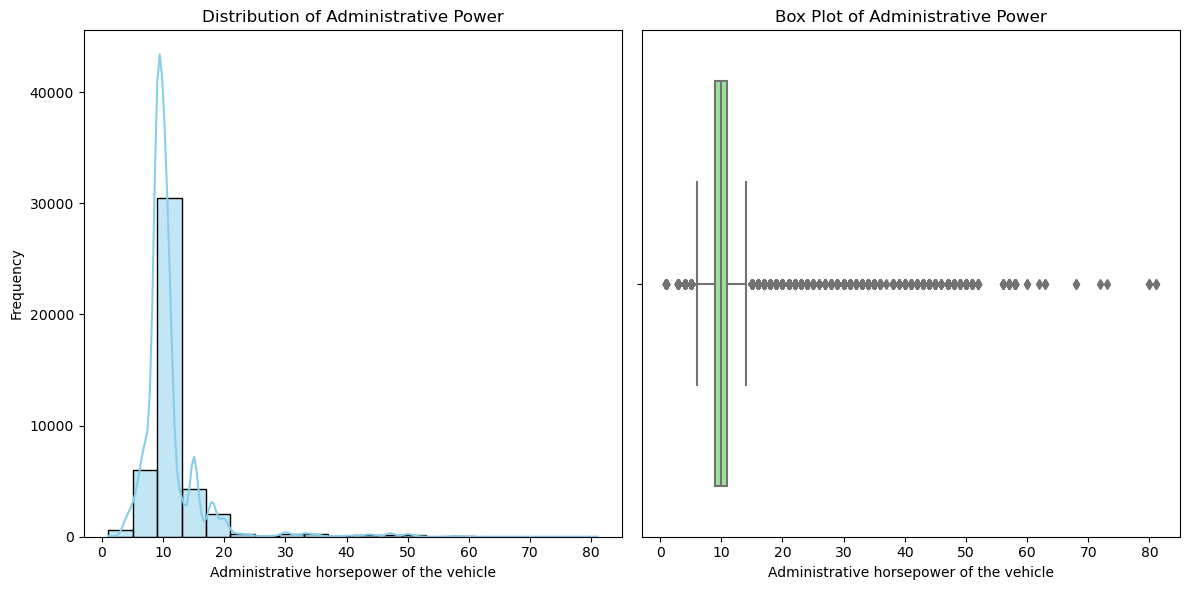 Distribution of Administrative Power
Frequency
40000
30000
20000
10000
0
0 10 20 30 40 50 60 70 80
Administrative horsepower of the vehicle
Box Plot of Administrative Power
0 10 20 30 40 50 60 70 80
Administrative horsepower of the vehicle